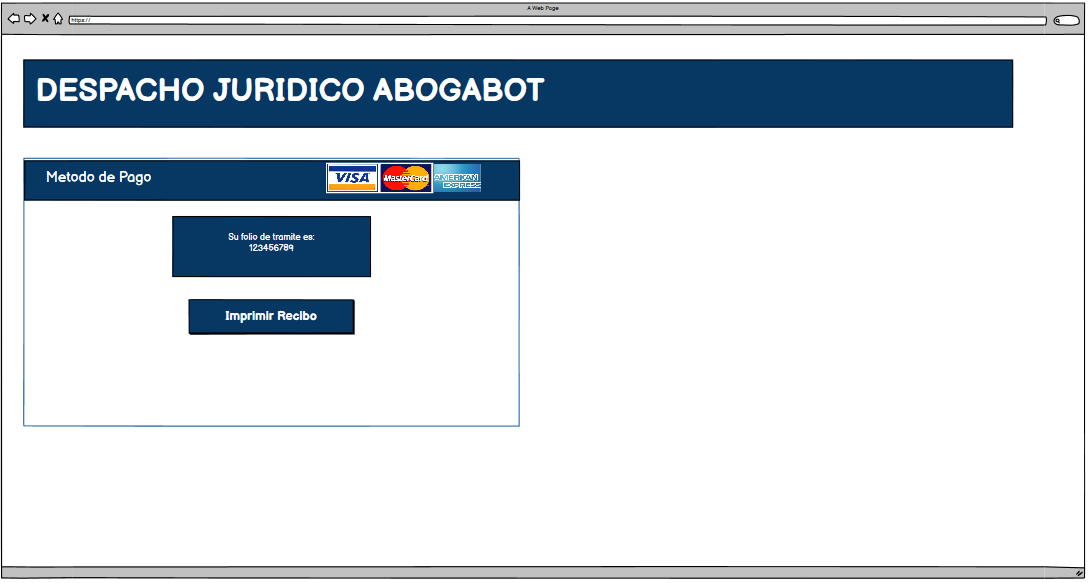 A Web Page
https://
DESPACHO JURIDICO ABOGABOT
Metodo de Pago
VISA
MasterCard
AMERICAN
EXPRESS
Su folio de tramite es:
123456789
Imprimir Recibo